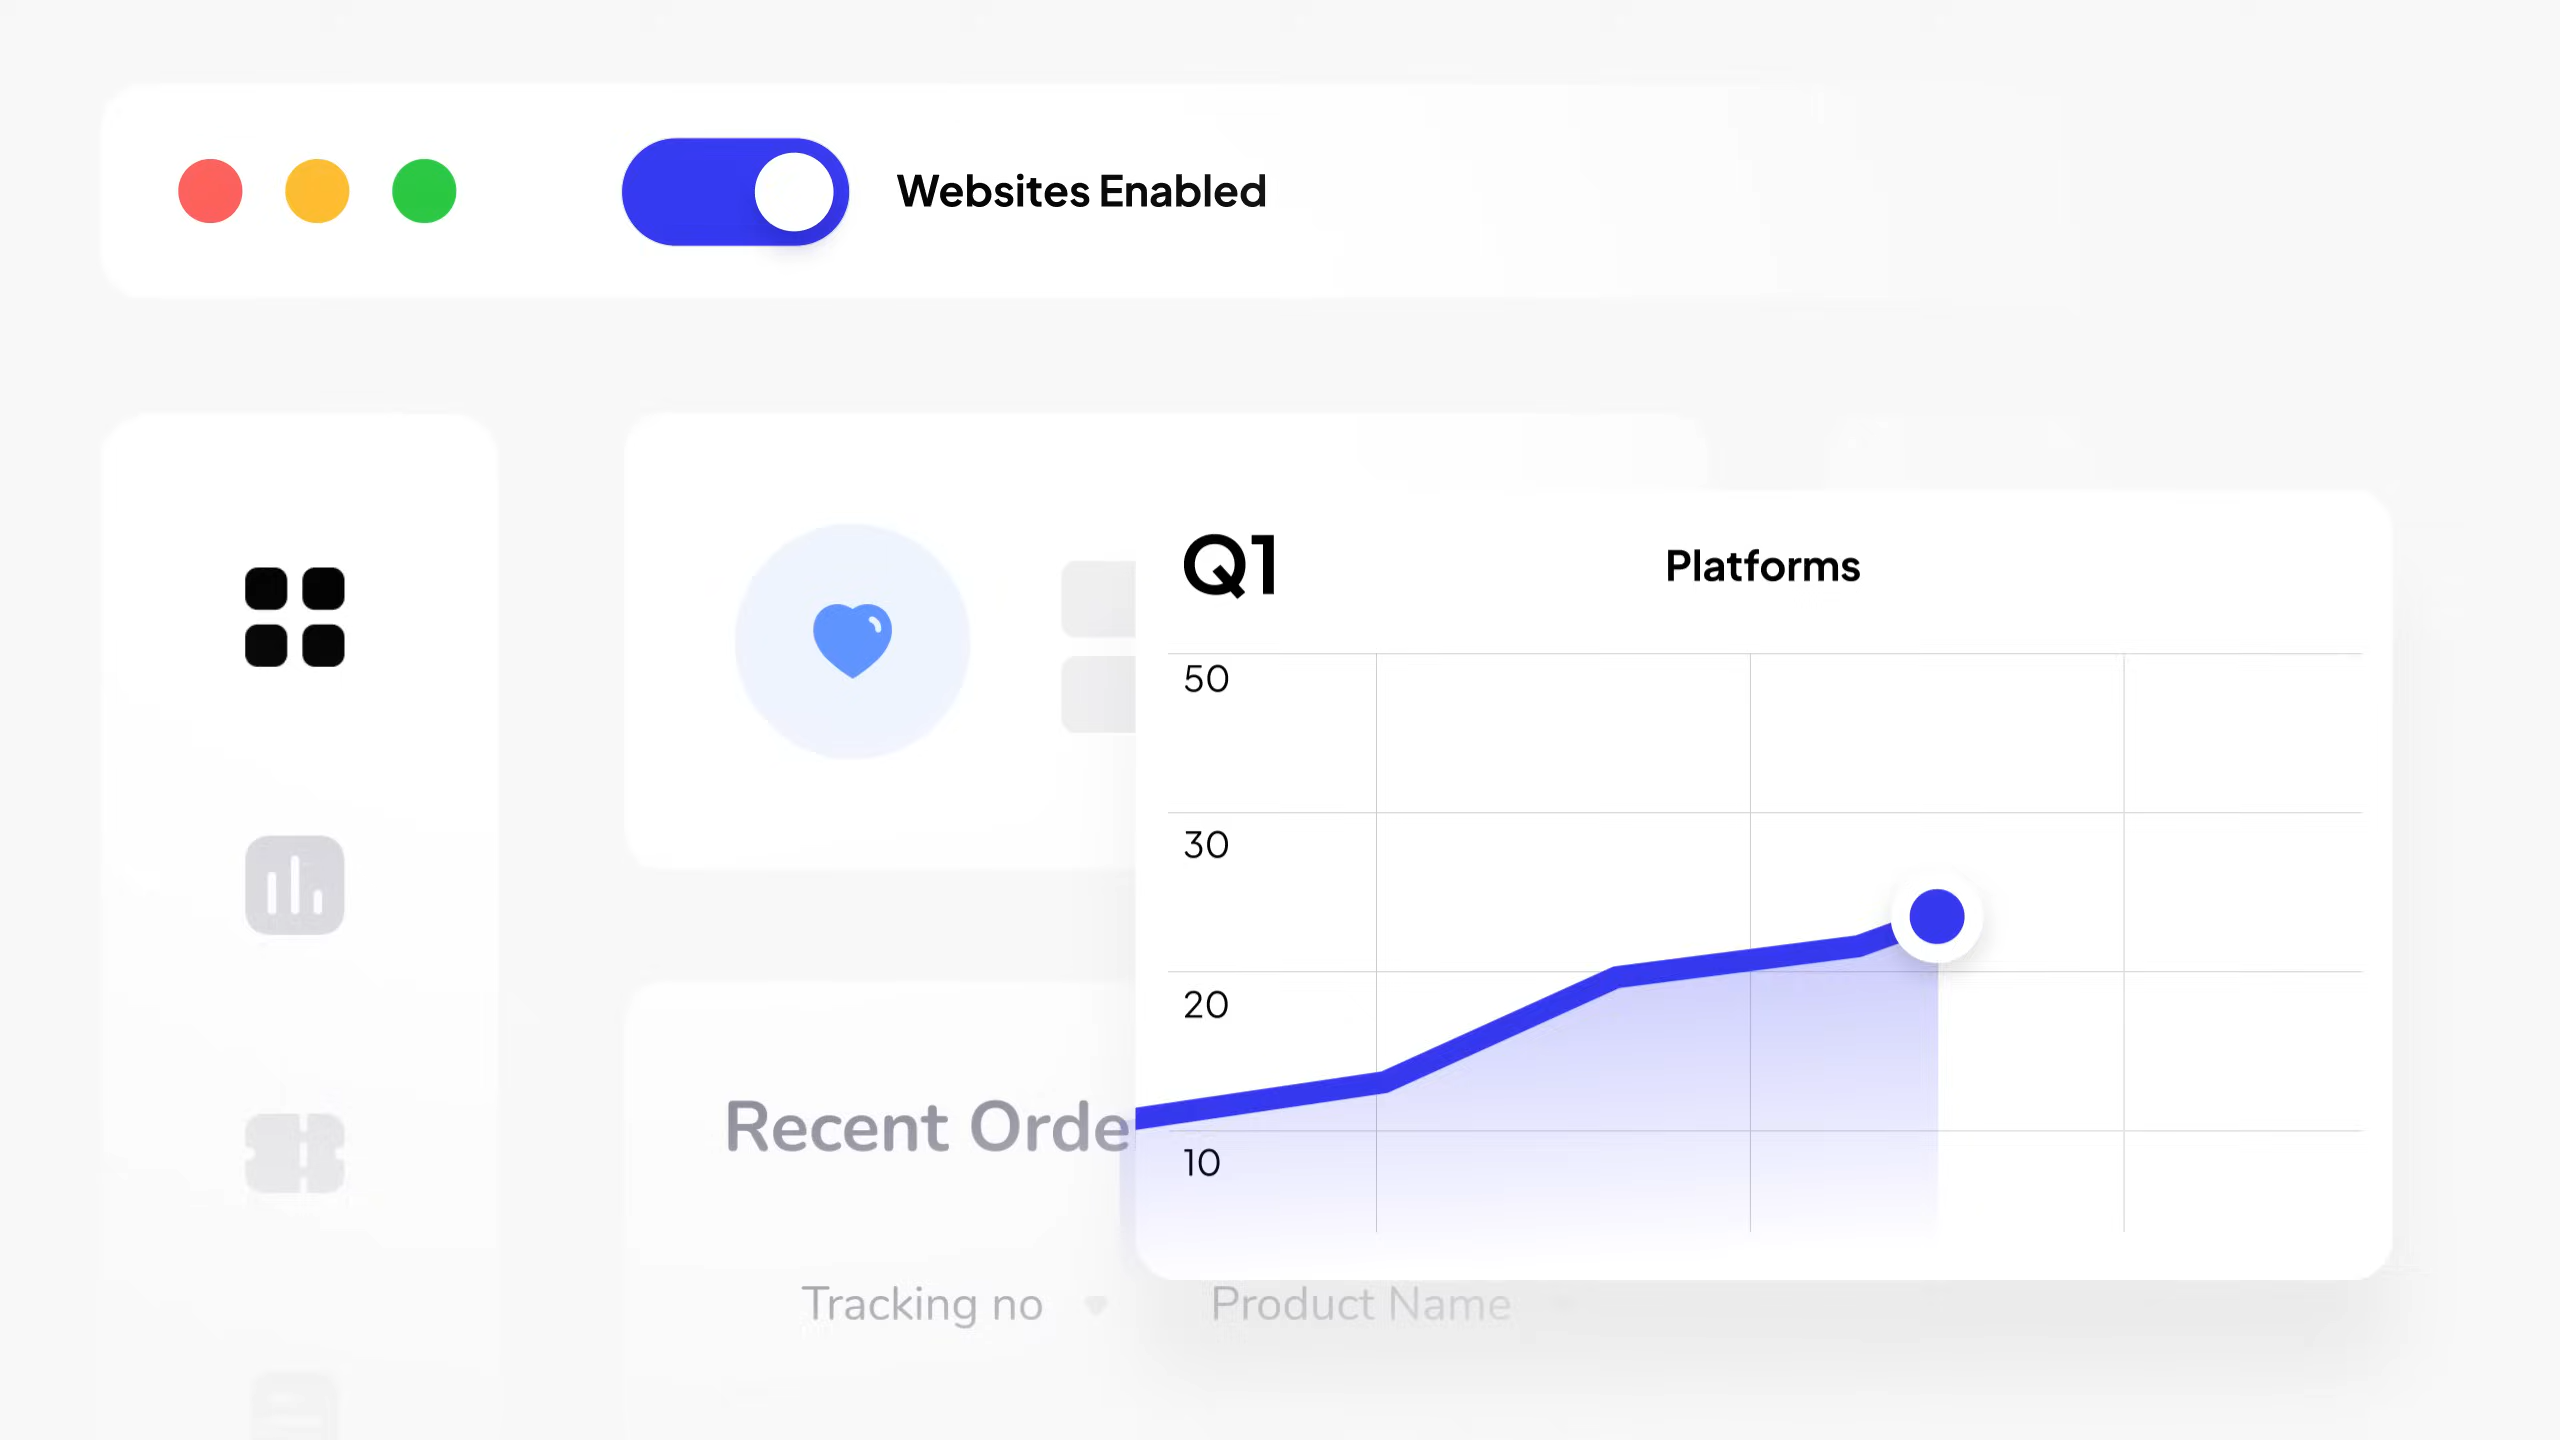 Websites Enabled
Q1
Platforms
50
30
20
10
Recent Orde
Tracking no
Product Name